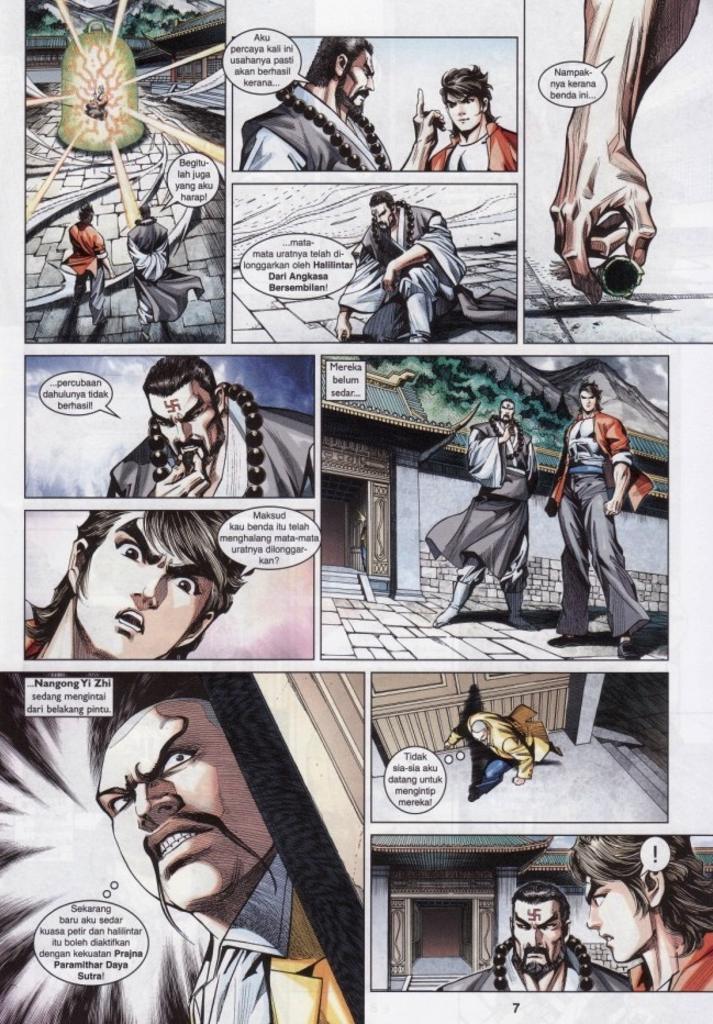 Begitu-
lah juga
yang aku
harap!
Aku
percaya kali ini
usahanya pasti
akan berhasil
kerana...
...mata-
mata uratnya telah di-
longgarkan oleh Halilintar
Dari Angkasa
Bersembilan!
Nampak-
nya kerana
benda ini...
...percubaan
dahulunya tidak
berhasil!!
Maksud
kau benda itu telah
menghalang mata-mata
uratnya dilonggar-
kan?
Mereka
belum
sedar...
...Nangong Yi Zhi
sedang mengintai
dari belakang pintu.
Sekarang
baru aku sedar
kuasa petir dan halilintar
itu boleh diaktifkan
dengan kekuatan Prajna
Paramithar Daya
Sutra!
Tidak
sia-sia aku
datang untuk
mengintip
mereka!
!
7